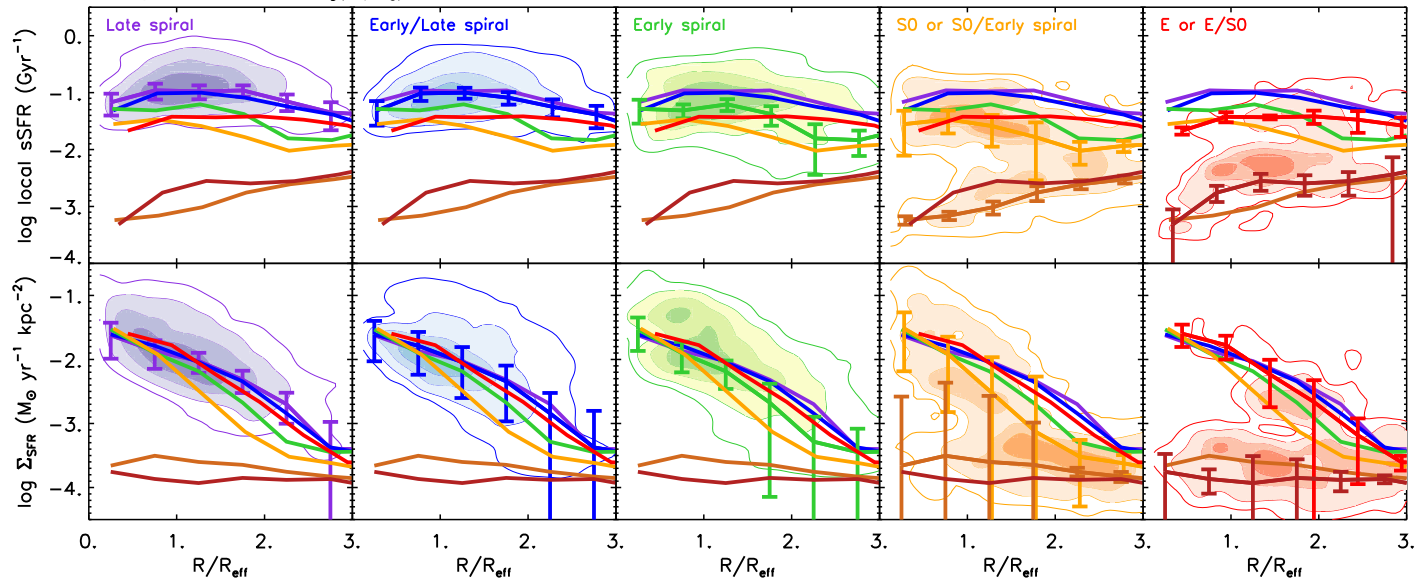 Late spiral
Early/Late spiral
Early spiral
S0 or S0/Early spiral
E or E/S0
log local sSFR (Gyr⁻¹)
0.
−1.
−2.
−3.
−4.
log Σ_SFR (M_⊙ yr⁻¹ kpc⁻²)
−1.
−2.
−3.
−4.
0. 1. 2. 3. 1. 2. 3. 1. 2. 3. 1. 2. 3. 1. 2. 3.
R/R_eff R/R_eff R/R_eff R/R_eff R/R_eff